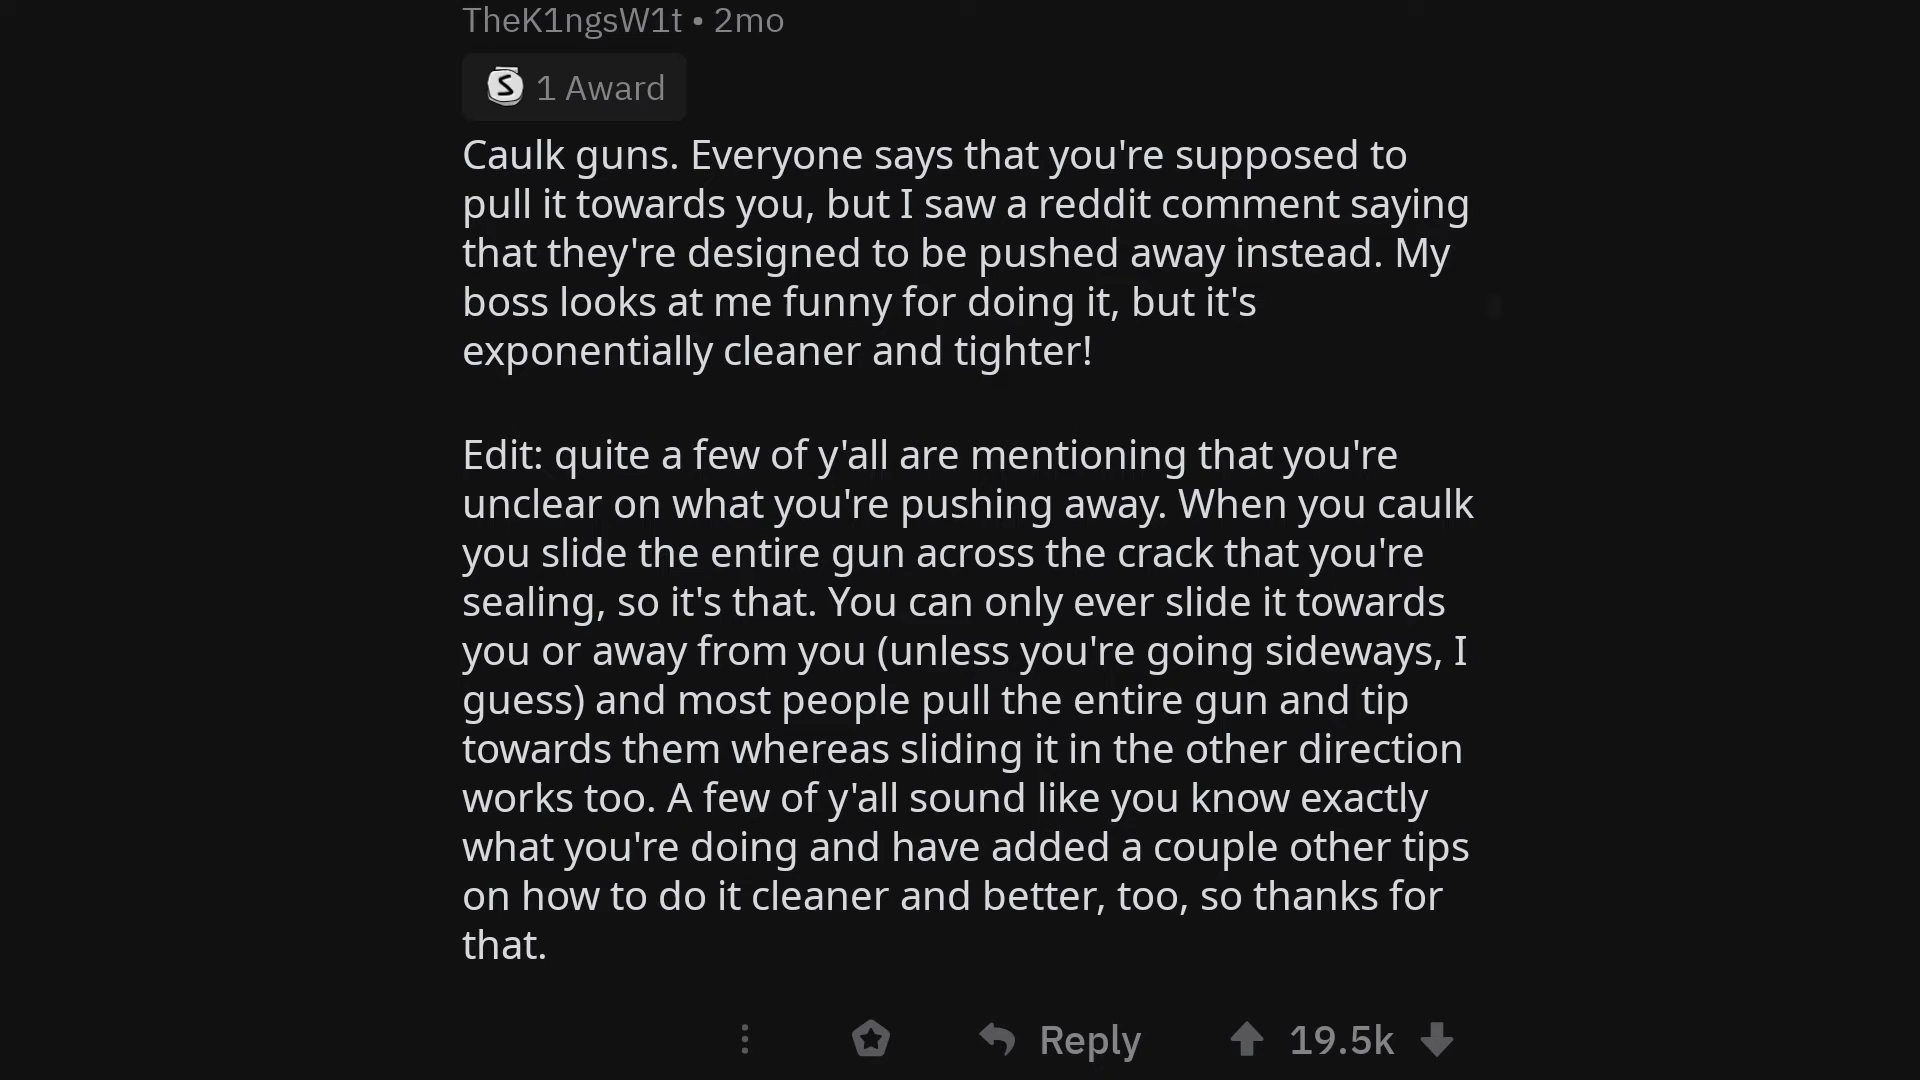 TheK1ngsW1t • 2mo
S 1 Award
Caulk guns. Everyone says that you're supposed to
pull it towards you, but I saw a reddit comment saying
that they're designed to be pushed away instead. My
boss looks at me funny for doing it, but it's
exponentially cleaner and tighter!
Edit: quite a few of y'all are mentioning that you're
unclear on what you're pushing away. When you caulk
you slide the entire gun across the crack that you're
sealing, so it's that. You can only ever slide it towards
you or away from you (unless you're going sideways, I
guess) and most people pull the entire gun and tip
towards them whereas sliding it in the other direction
works too. A few of y'all sound like you know exactly
what you're doing and have added a couple other tips
on how to do it cleaner and better, too, so thanks for
that.
Reply 19.5k